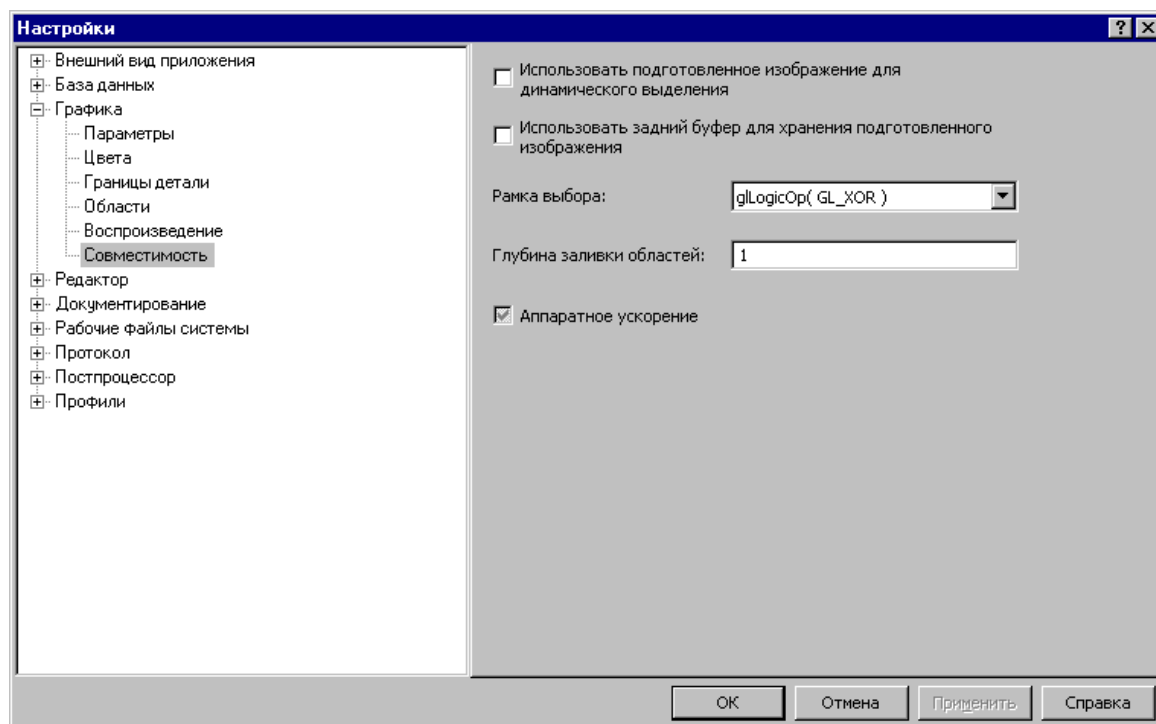 Настройки
Внешний вид приложения
База данных
Графика
Параметры
Цвета
Границы детали
Области
Воспроизведение
Совместимость
Редактор
Документирование
Рабочие файлы системы
Протокол
Постпроцессор
Профили
Использовать подготовленное изображение для
динамического выделения
Использовать задний буфер для хранения подготовленного
изображения
Рамка выбора: glLogicOp( GL_XOR )
Глубина заливки областей: 1
Аппаратное ускорение
ОК Отмена Применить Справка